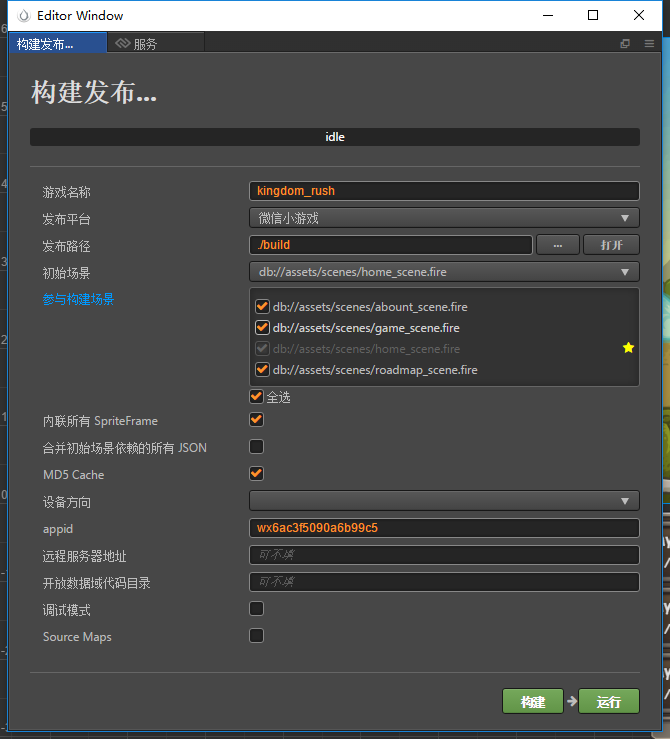 Editor Window
构建发布... 服务
构建发布...
idle
游戏名称 kingdom_rush
发布平台 微信小游戏
发布路径 ./build ... 打开
初始场景 db://assets/scenes/home_scene.fire
参与构建场景
db://assets/scenes/abount_scene.fire
db://assets/scenes/game_scene.fire
db://assets/scenes/home_scene.fire
db://assets/scenes/roadmap_scene.fire
全选
内联所有 SpriteFrame
合并初始场景依赖的所有 JSON
MD5 Cache
设备方向
appid wx6ac3f5090a6b99c5
远程服务器地址 可不填
开放数据域代码目录 可不填
调试模式
Source Maps
构建 运行